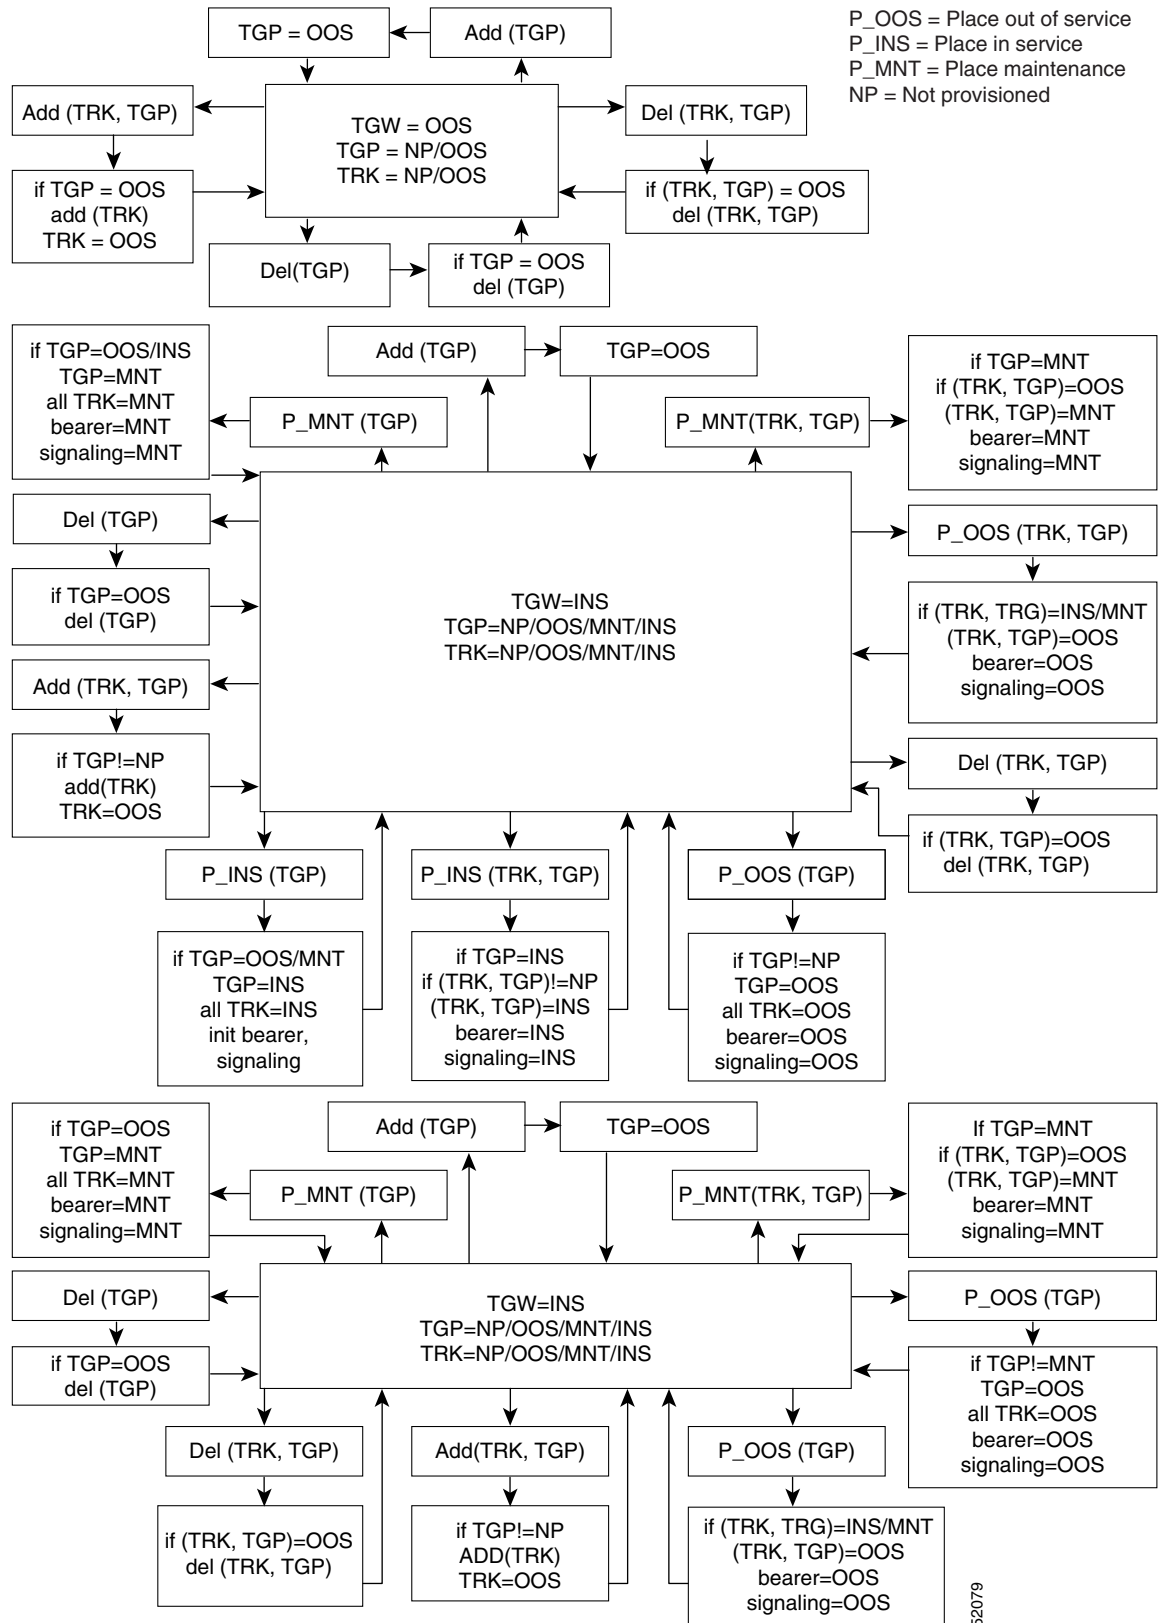 P_OOS = Place out of service
P_INS = Place in service
P_MNT = Place maintenance
NP = Not provisioned
TGP = OOS
Add (TGP)
Add (TRK, TGP)
TGW = OOS
TGP = NP/OOS
TRK = NP/OOS
Del (TRK, TGP)
if TGP = OOS
add (TRK)
TRK = OOS
if (TRK, TGP) = OOS
del (TRK, TGP)
Del(TGP)
if TGP = OOS
del (TGP)
if TGP=OOS/INS
TGP=MNT
all TRK=MNT
bearer=MNT
signaling=MNT
Add (TGP)
TGP=OOS
P_MNT (TGP)
P_MNT(TRK, TGP)
if TGP=MNT
if (TRK, TGP)=OOS
(TRK, TGP)=MNT
bearer=MNT
signaling=MNT
Del (TGP)
P_OOS (TRK, TGP)
if TGP=OOS
del (TGP)
TGW=INS
TGP=NP/OOS/MNT/INS
TRK=NP/OOS/MNT/INS
if (TRK, TRG)=INS/MNT
(TRK, TGP)=OOS
bearer=OOS
signaling=OOS
Add (TRK, TGP)
if TGP!=NP
add(TRK)
TRK=OOS
Del (TRK, TGP)
if (TRK, TGP)=OOS
del (TRK, TGP)
P_INS (TGP)
P_INS (TRK, TGP)
P_OOS (TGP)
if TGP=OOS/MNT
TGP=INS
all TRK=INS
init bearer,
signaling
if TGP=INS
if (TRK, TGP)!=NP
(TRK, TGP)=INS
bearer=INS
signaling=INS
if TGP!=NP
TGP=OOS
all TRK=OOS
bearer=OOS
signaling=OOS
if TGP=OOS
TGP=MNT
all TRK=MNT
bearer=MNT
signaling=MNT
Add (TGP)
TGP=OOS
P_MNT (TGP)
P_MNT(TRK, TGP)
If TGP=MNT
if (TRK, TGP)=OOS
(TRK, TGP)=MNT
bearer=MNT
signaling=MNT
Del (TGP)
if TGP=OOS
del (TGP)
TGW=INS
TGP=NP/OOS/MNT/INS
TRK=NP/OOS/MNT/INS
P_OOS (TGP)
if TGP!=MNT
TGP=OOS
all TRK=OOS
bearer=OOS
signaling=OOS
Del (TRK, TGP)
Add(TRK, TGP)
P_OOS (TGP)
if (TRK, TGP)=OOS
del (TRK, TGP)
if TGP!=NP
ADD(TRK)
TRK=OOS
if (TRK, TRG)=INS/MNT
(TRK, TGP)=OOS
bearer=OOS
signaling=OOS